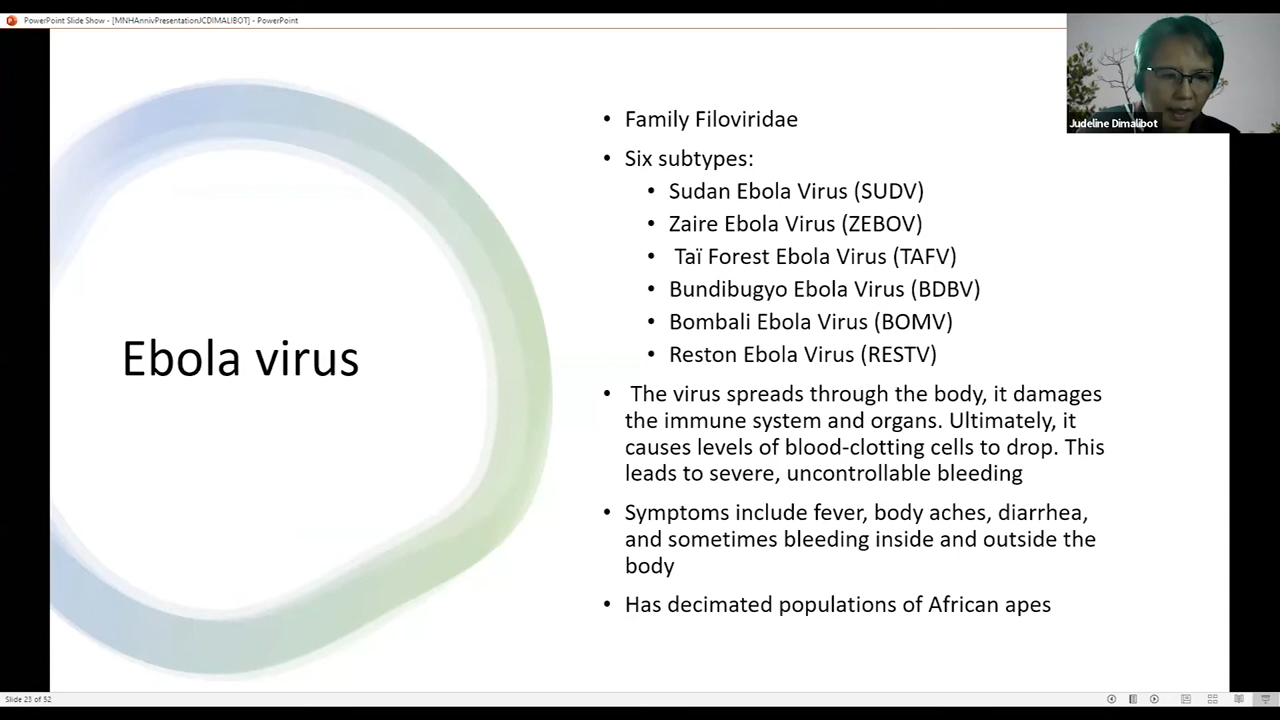 PowerPoint Slide Show - [MNHAnnivPresentationJCDIMALIBOT] - PowerPoint
Judeline Dimalibot
Ebola virus
• Family Filoviridae
• Six subtypes:
• Sudan Ebola Virus (SUDV)
• Zaire Ebola Virus (ZEBOV)
• Taï Forest Ebola Virus (TAFV)
• Bundibugyo Ebola Virus (BDBV)
• Bombali Ebola Virus (BOMV)
• Reston Ebola Virus (RESTV)
• The virus spreads through the body, it damages
the immune system and organs. Ultimately, it
causes levels of blood-clotting cells to drop. This
leads to severe, uncontrollable bleeding
• Symptoms include fever, body aches, diarrhea,
and sometimes bleeding inside and outside the
body
• Has decimated populations of African apes
Slide 23 of 52